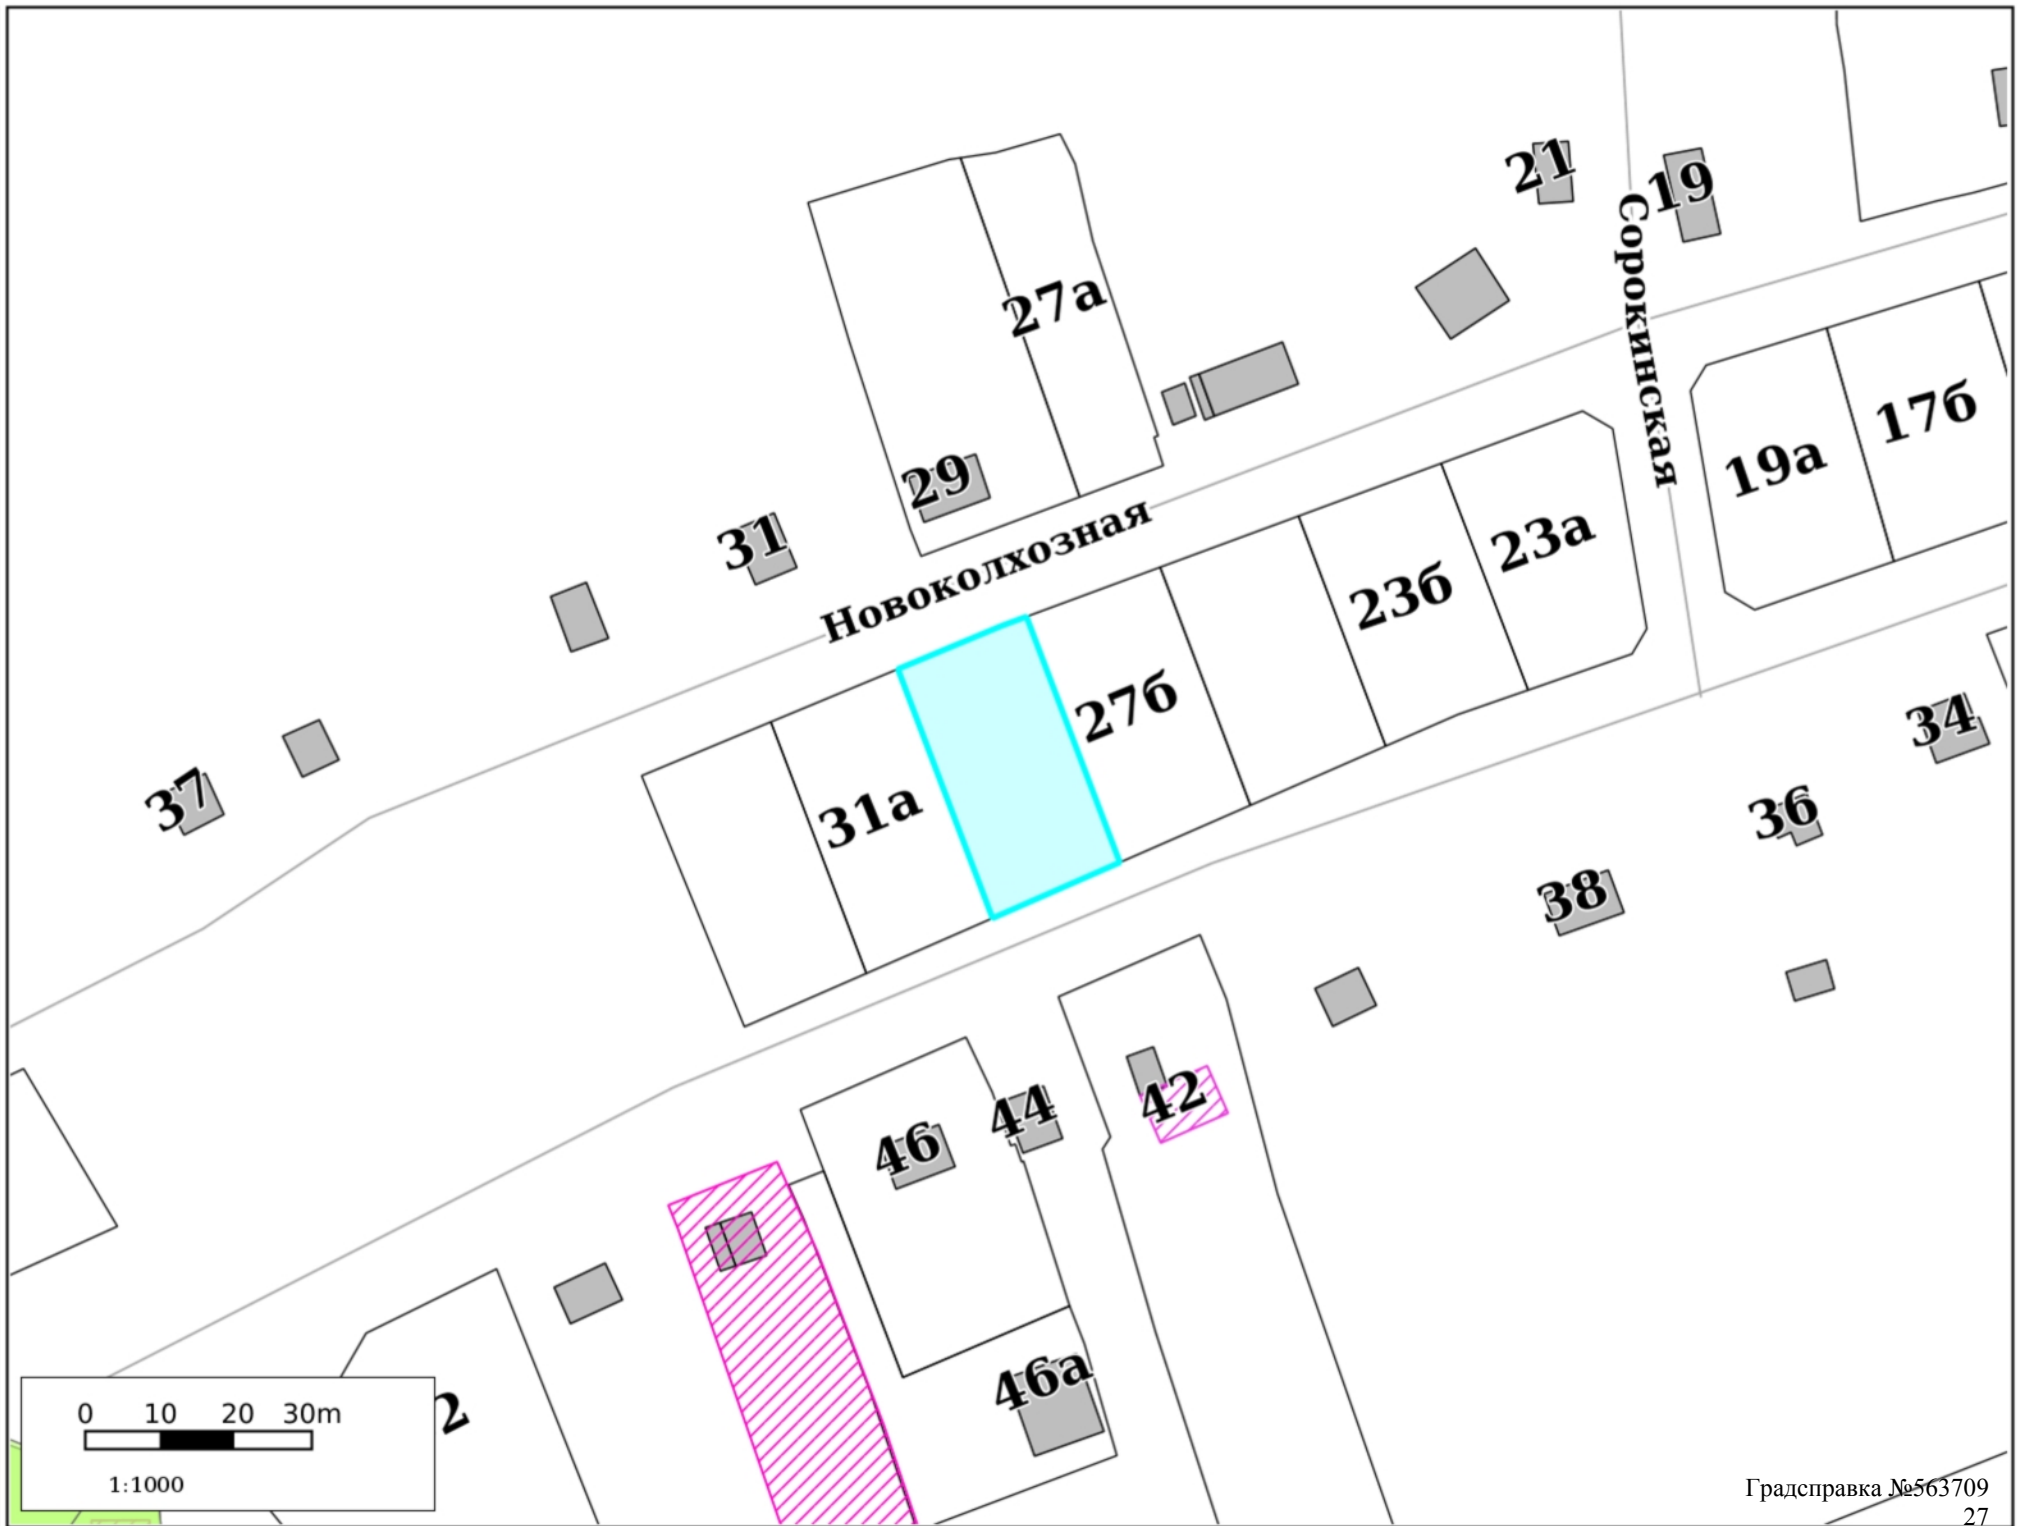 21
19
Сорокинская
27а
17б
19а
29
31
Новоколхозная
23а
23б
27б
31а
37
34
36
38
42
44
46
46а
2
0 10 20 30m
1:1000
Градсправка №563709
27